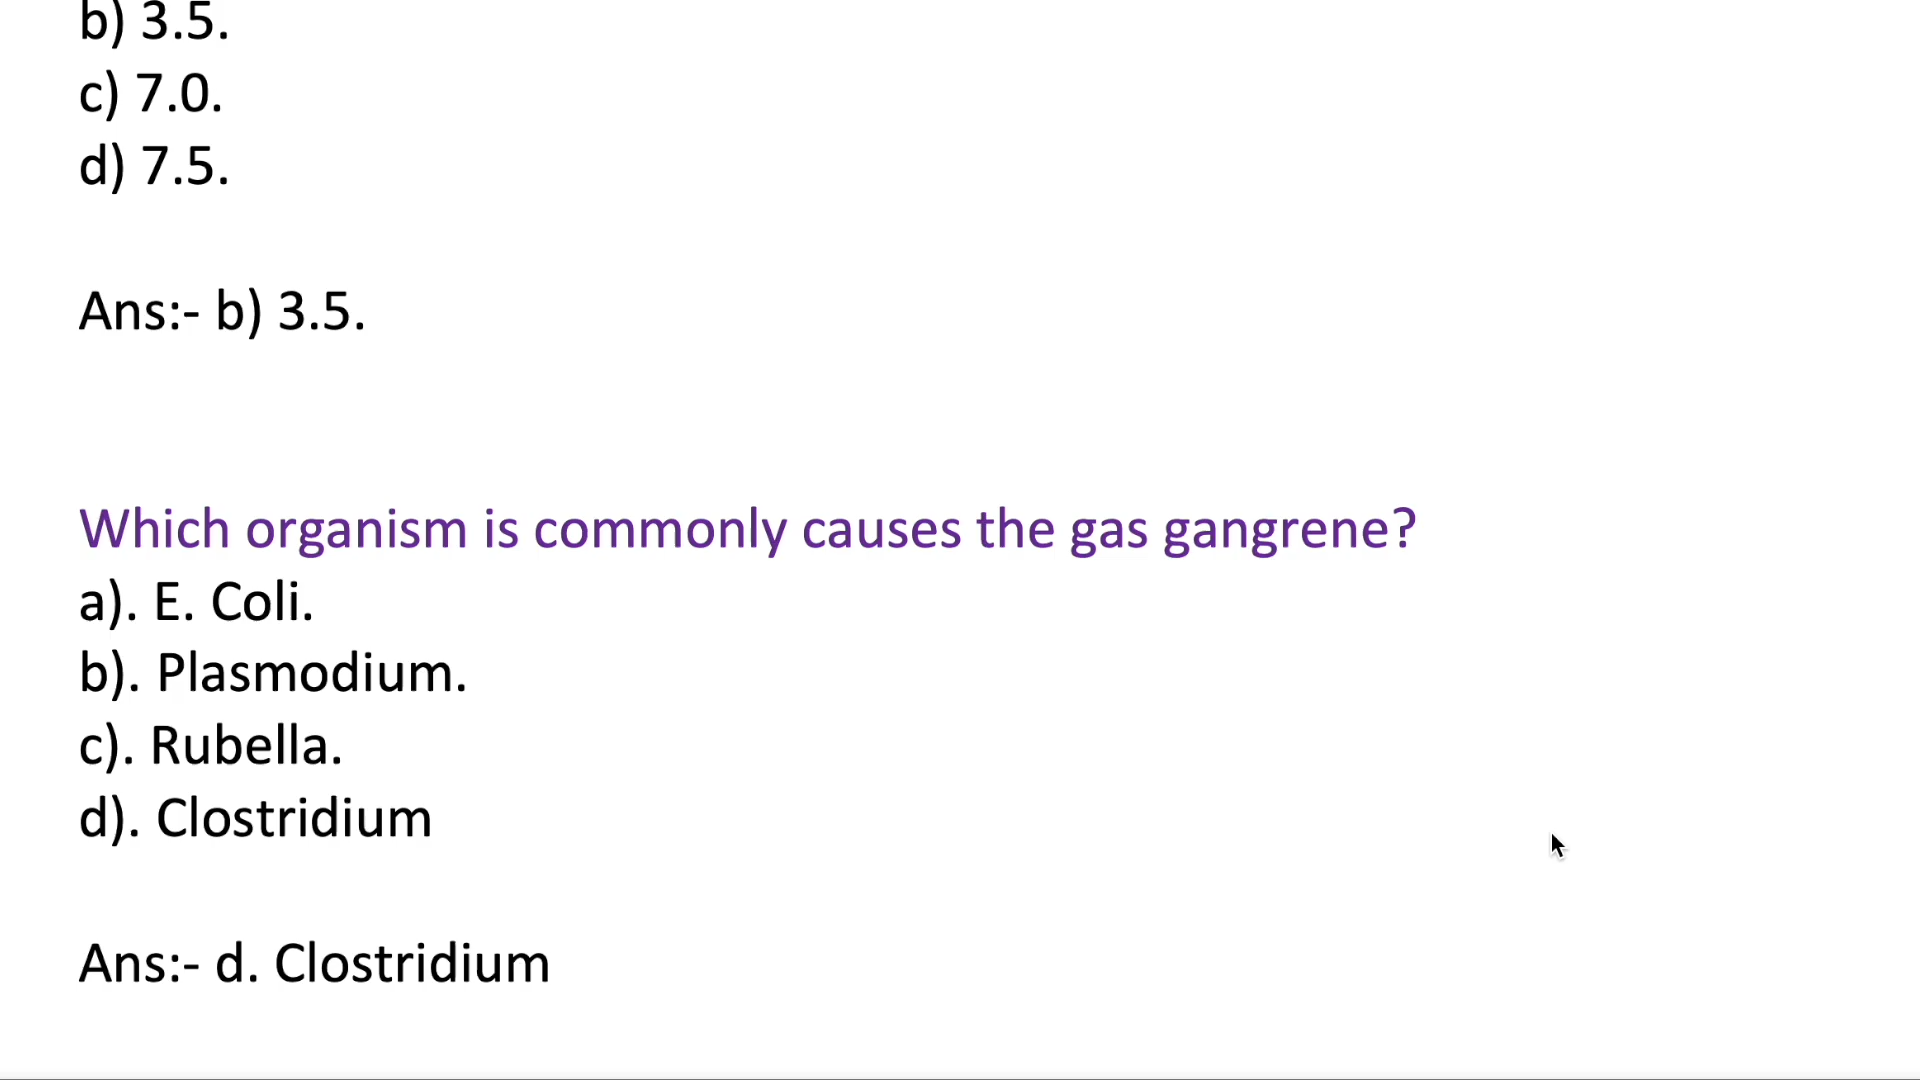 b) 3.5.
c) 7.0.
d) 7.5.
Ans:- b) 3.5.
Which organism is commonly causes the gas gangrene?
a). E. Coli.
b). Plasmodium.
c). Rubella.
d). Clostridium
Ans:- d. Clostridium